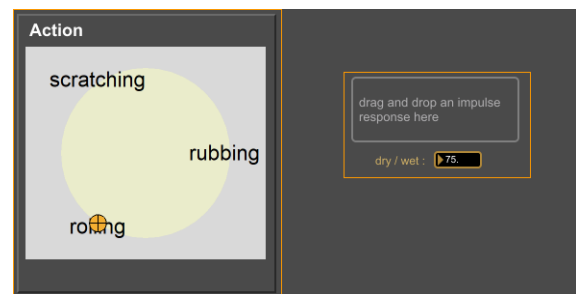 Action
scratching
rubbing
rolling
drag and drop an impulse
response here
dry / wet :  75.